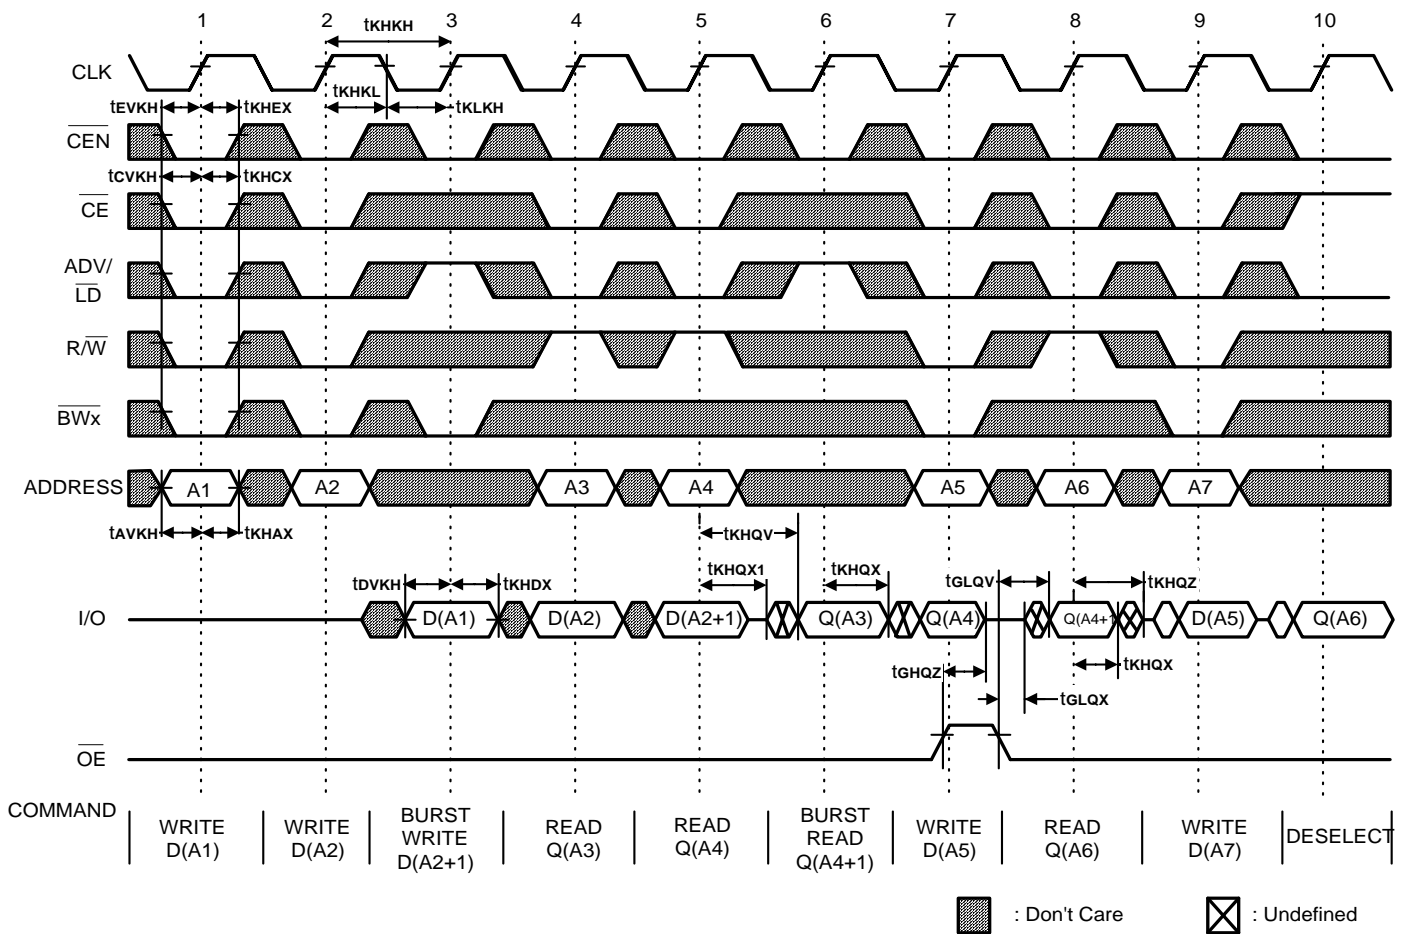 1 2 3 4 5 6 7 8 9 10
tKHKH
CLK
tKHKL tKLKH
tEVKH tKHEX
CEN
tCVKH tKHCX
CE
ADV/
LD
R/W
BWx
ADDRESS A1 A2 A3 A4 A5 A6 A7
tAVKH tKHAX
tKHQV
tDVKH tKHDX tKHQX1 tKHQX tGLQV tKHQZ
I/O D(A1) D(A2) D(A2+1) Q(A3) Q(A4) Q(A4+1 D(A5) Q(A6)
tGHQZ tKHQX
tGLQX
OE
COMMAND
WRITE
D(A1)
WRITE
D(A2)
BURST
WRITE
D(A2+1)
READ
Q(A3)
READ
Q(A4)
BURST
READ
Q(A4+1)
WRITE
D(A5)
READ
Q(A6)
WRITE
D(A7)
DESELECT
: Don't Care : Undefined